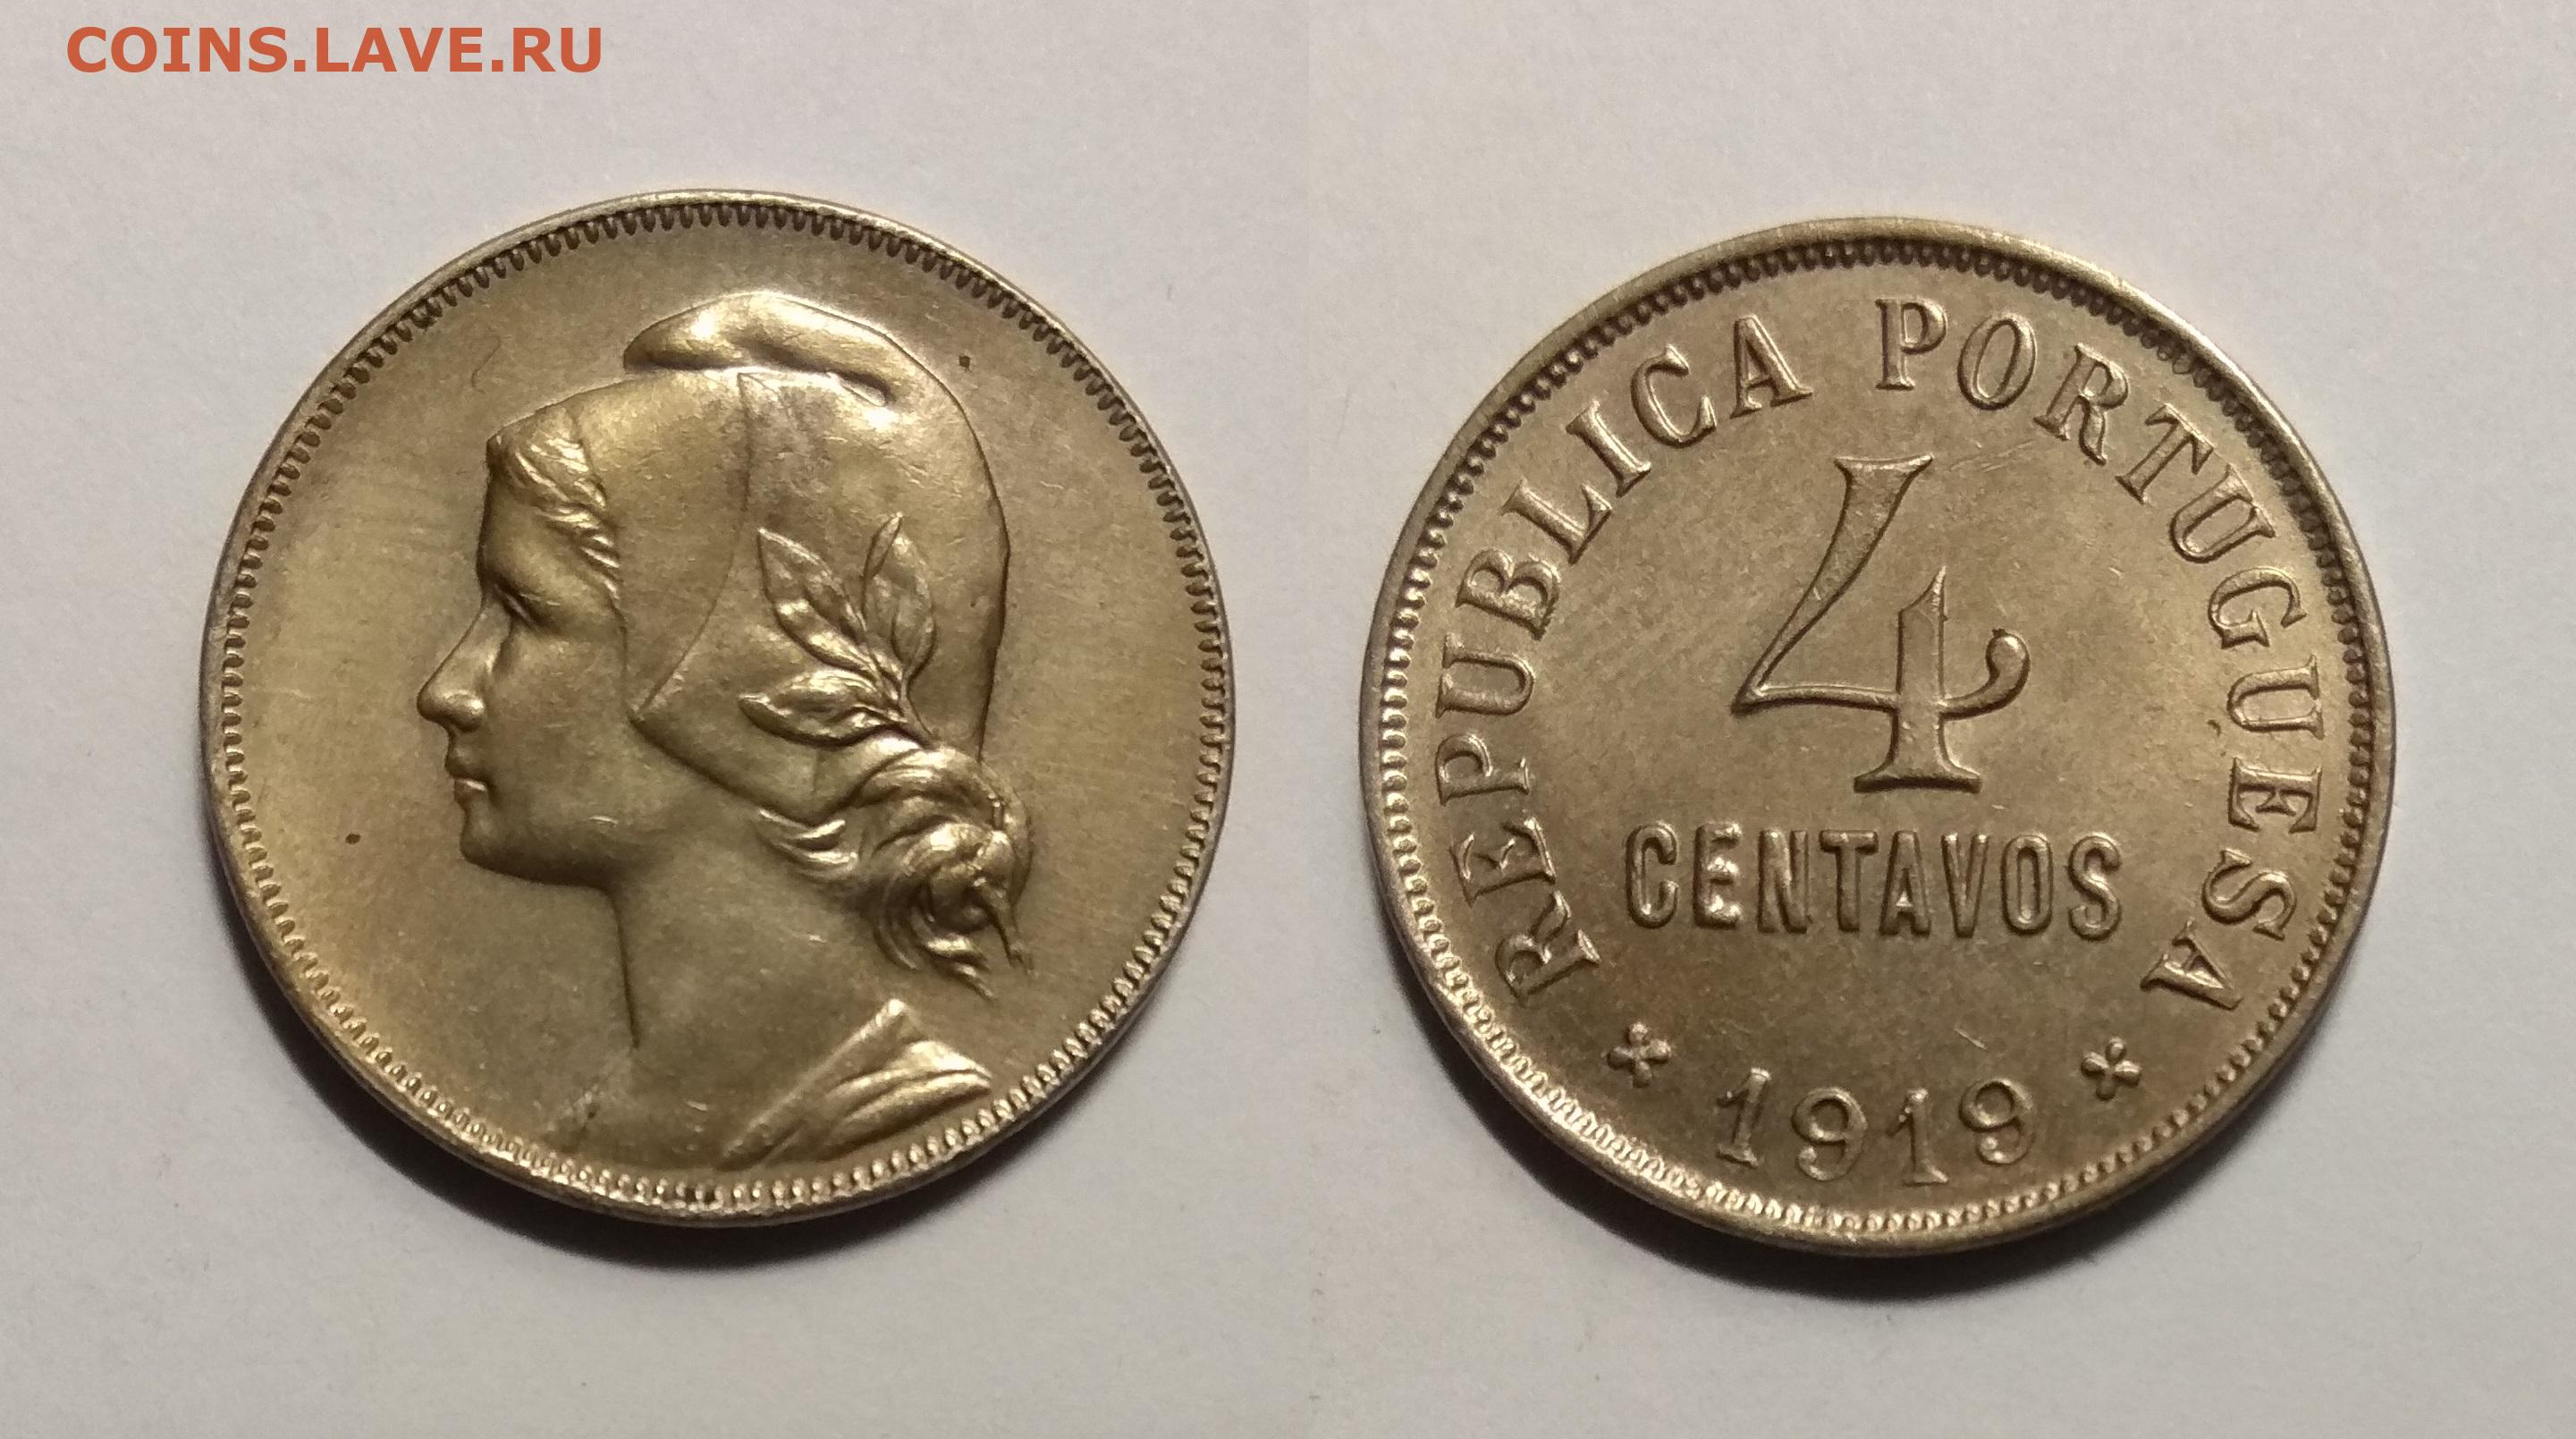 COINS.LAVE.RU
REPUBLICA PORTUGUESA
4
CENTAVOS
1919